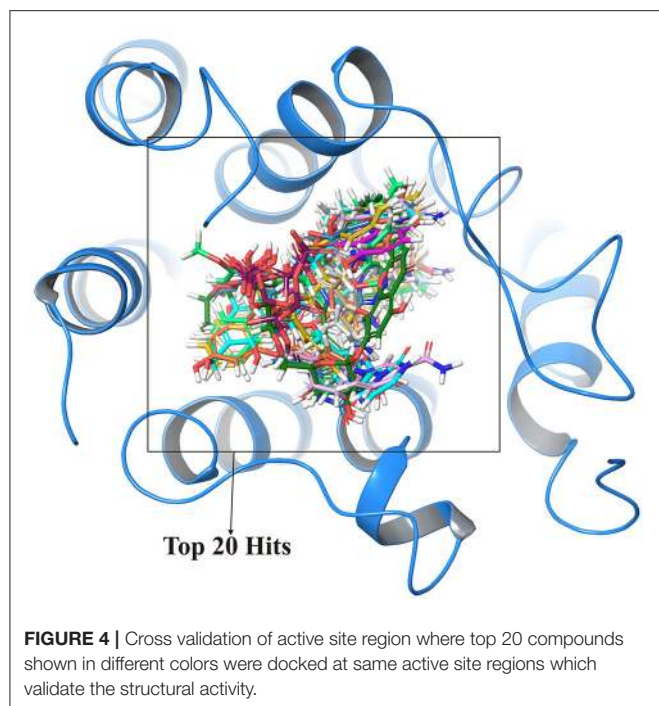 Top 20 Hits
FIGURE 4 | Cross validation of active site region where top 20 compounds
shown in different colors were docked at same active site regions which
validate the structural activity.